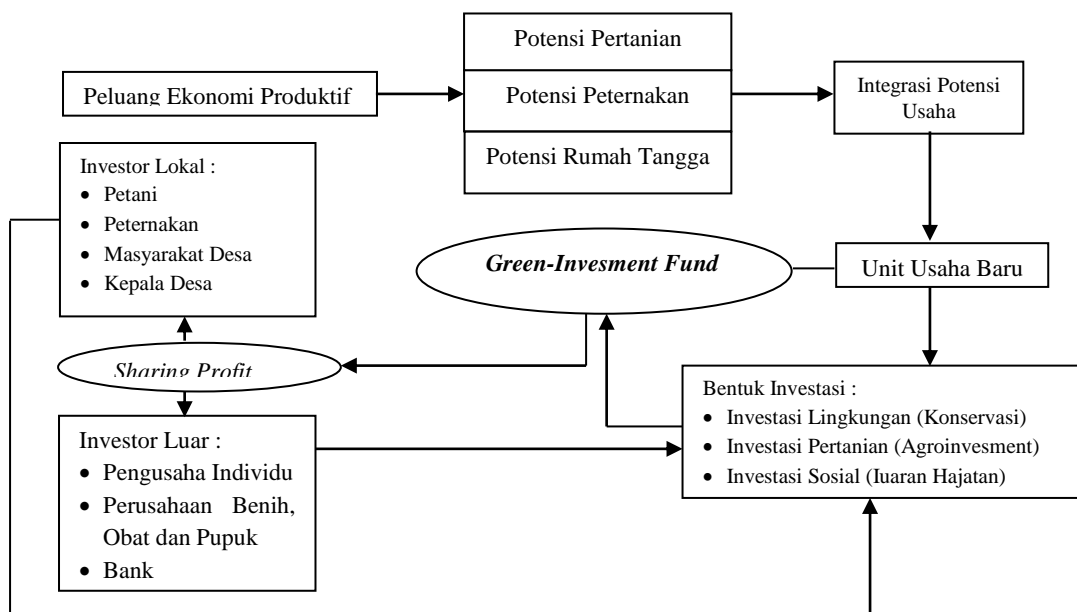 Potensi Pertanian
Peluang Ekonomi Produktif
Potensi Peternakan
Integrasi Potensi
Usaha
Potensi Rumah Tangga
Investor Lokal :
• Petani
• Peternakan
• Masyarakat Desa
• Kepala Desa
Green-Invesment Fund
Unit Usaha Baru
Sharing Profit
Bentuk Investasi :
• Investasi Lingkungan (Konservasi)
• Investasi Pertanian (Agroinvesment)
• Investasi Sosial (Iuaran Hajatan)
Investor Luar :
• Pengusaha Individu
• Perusahaan Benih,
Obat dan Pupuk
• Bank